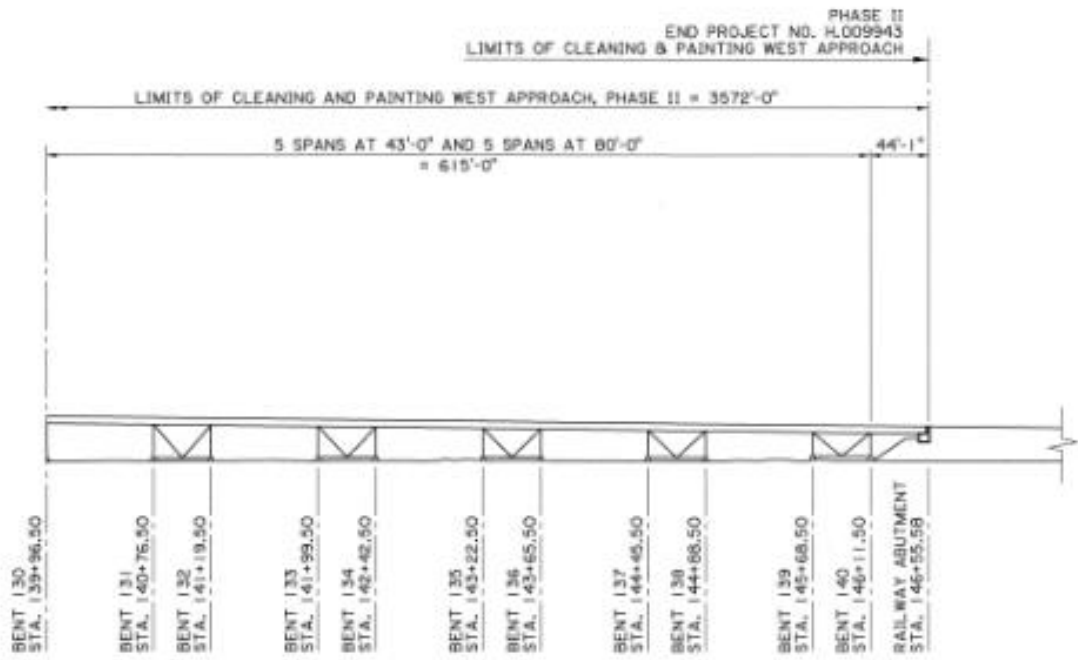 PHASE II
END PROJECT NO. H.009943
LIMITS OF CLEANING & PAINTING WEST APPROACH
LIMITS OF CLEANING AND PAINTING WEST APPROACH, PHASE II = 3572'-0"
5 SPANS AT 43'-0" AND 5 SPANS AT 80'-0"
= 615'-0"
44'-1"
BENT 130
STA. 139+96.50
BENT 131
STA. 140+76.50
BENT 132
STA. 141+19.50
BENT 133
STA. 141+99.50
BENT 134
STA. 142+42.50
BENT 135
STA. 143+22.50
BENT 136
STA. 143+65.50
BENT 137
STA. 144+45.50
BENT 138
STA. 144+88.50
BENT 139
STA. 145+68.50
BENT 140
STA. 146+11.50
RAILWAY ABUTMENT
STA. 146+55.58